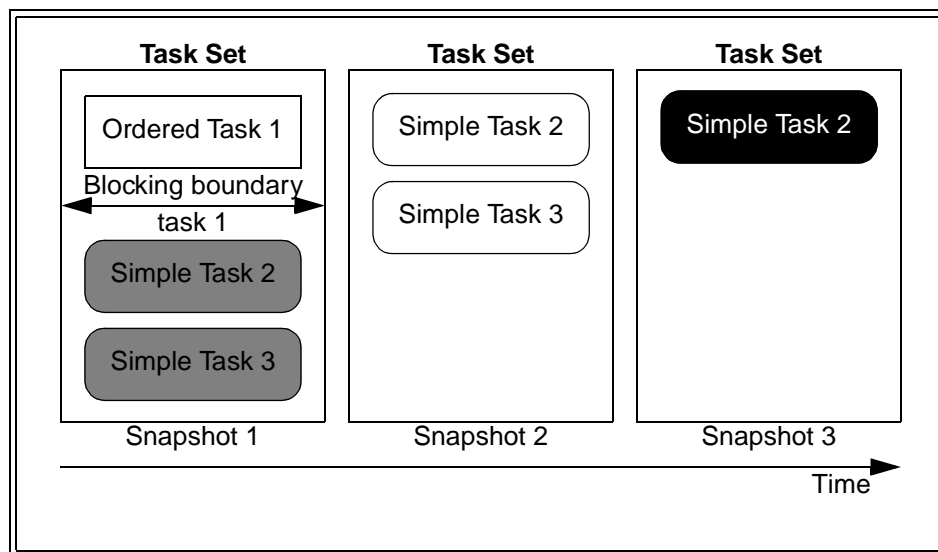 Task Set
Ordered Task 1
Blocking boundary
task 1
Simple Task 2
Simple Task 3
Snapshot 1
Task Set
Simple Task 2
Simple Task 3
Snapshot 2
Task Set
Simple Task 2
Snapshot 3
Time